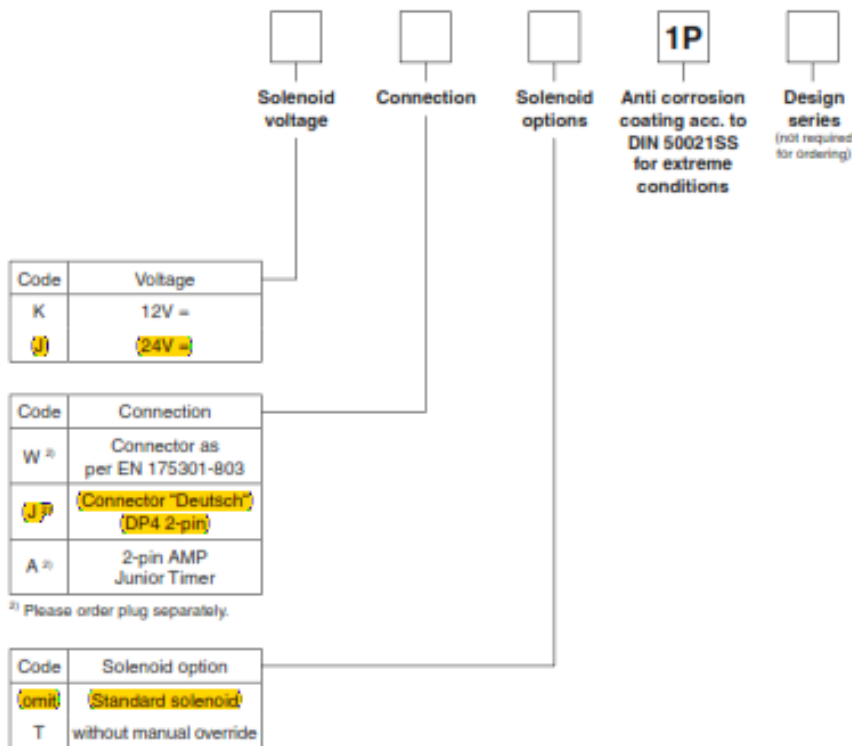 1P
Solenoid voltage
Connection
Solenoid options
Anti corrosion coating acc. to DIN 50021SS for extreme conditions
Design series (not required for ordering)
Code Voltage
K 12V =
J 24V =
Code Connection
W 2) Connector as
per EN 175301-803
J 2) Connector "Deutsch"
DP4 2-pin
A 2) 2-pin AMP
Junior Timer
2) Please order plug separately.
Code Solenoid option
omit Standard solenoid
T without manual override